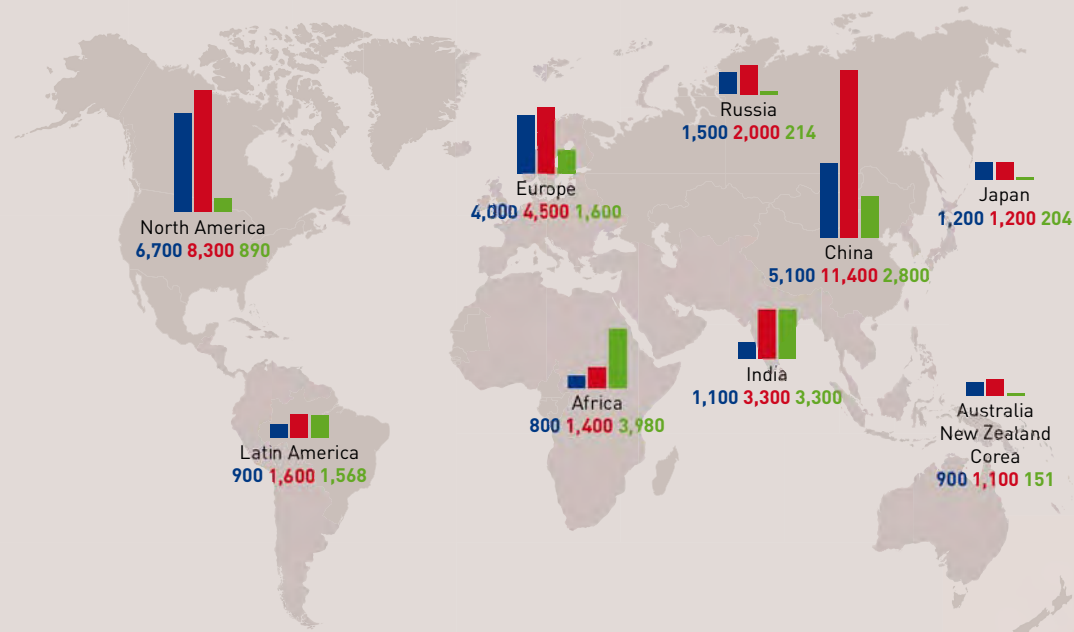 Russia
1,500 2,000 214
Japan
1,200 1,200 204
Europe
4,000 4,500 1,600
North America
6,700 8,300 890
China
5,100 11,400 2,800
India
1,100 3,300 3,300
Africa
800 1,400 3,980
Australia
New Zealand
Corea
900 1,100 151
Latin America
900 1,600 1,568